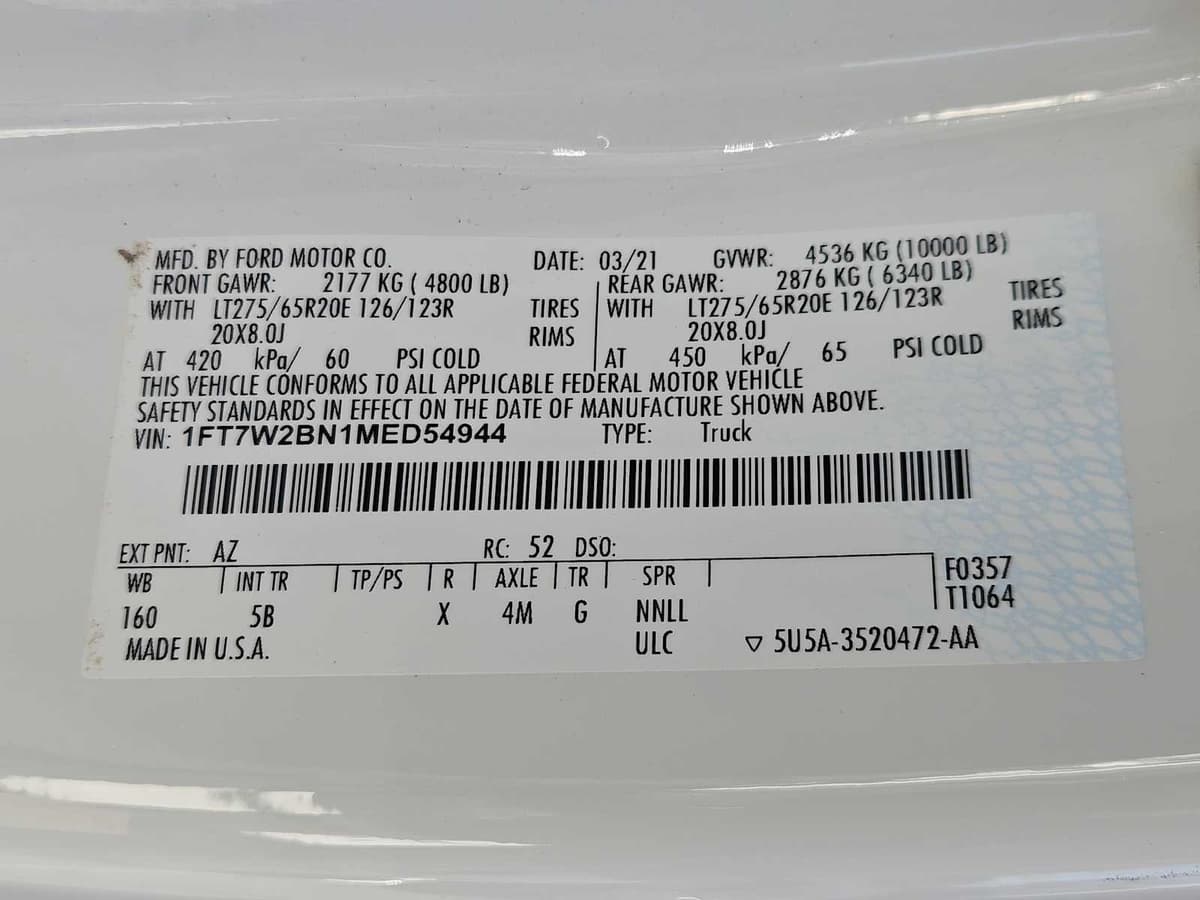 MFD. BY FORD MOTOR CO. DATE: 03/21 GVWR: 4536 KG (10000 LB)
FRONT GAWR: 2177 KG ( 4800 LB) REAR GAWR: 2876 KG ( 6340 LB)
WITH LT275/65R20E 126/123R TIRES WITH LT275/65R20E 126/123R TIRES
20X8.0J RIMS 20X8.0J RIMS
AT 420 kPa/ 60 PSI COLD AT 450 kPa/ 65 PSI COLD
THIS VEHICLE CONFORMS TO ALL APPLICABLE FEDERAL MOTOR VEHICLE
SAFETY STANDARDS IN EFFECT ON THE DATE OF MANUFACTURE SHOWN ABOVE.
VIN: 1FT7W2BN1MED54944 TYPE: Truck
EXT PNT: AZ RC: 52 DSO:
WB INT TR TP/PS R AXLE TR SPR F0357
160 5B X 4M G NNLL T1064
MADE IN U.S.A. ULC ▽ 5U5A-3520472-AA